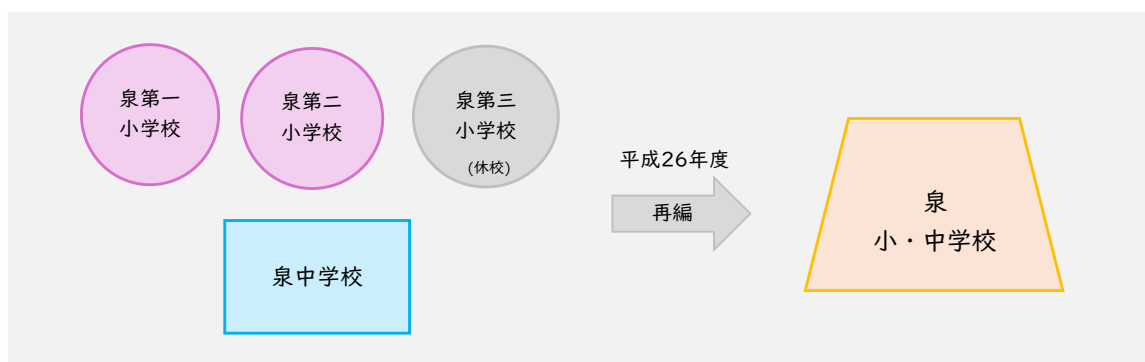 泉第一
小学校
泉第二
小学校
泉第三
小学校
(休校)
泉中学校
平成26年度
再編
泉
小・中学校